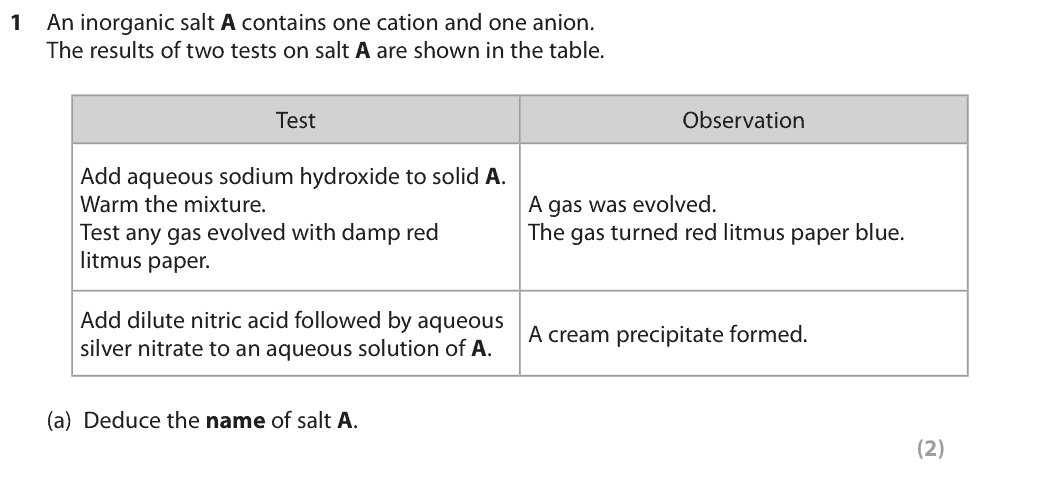 1 An inorganic salt A contains one cation and one anion.
The results of two tests on salt A are shown in the table.
Test
Observation
Add aqueous sodium hydroxide to solid A.
Warm the mixture.
Test any gas evolved with damp red
litmus paper.
A gas was evolved.
The gas turned red litmus paper blue.
Add dilute nitric acid followed by aqueous
silver nitrate to an aqueous solution of A.
A cream precipitate formed.
(a) Deduce the name of salt A.
(2)